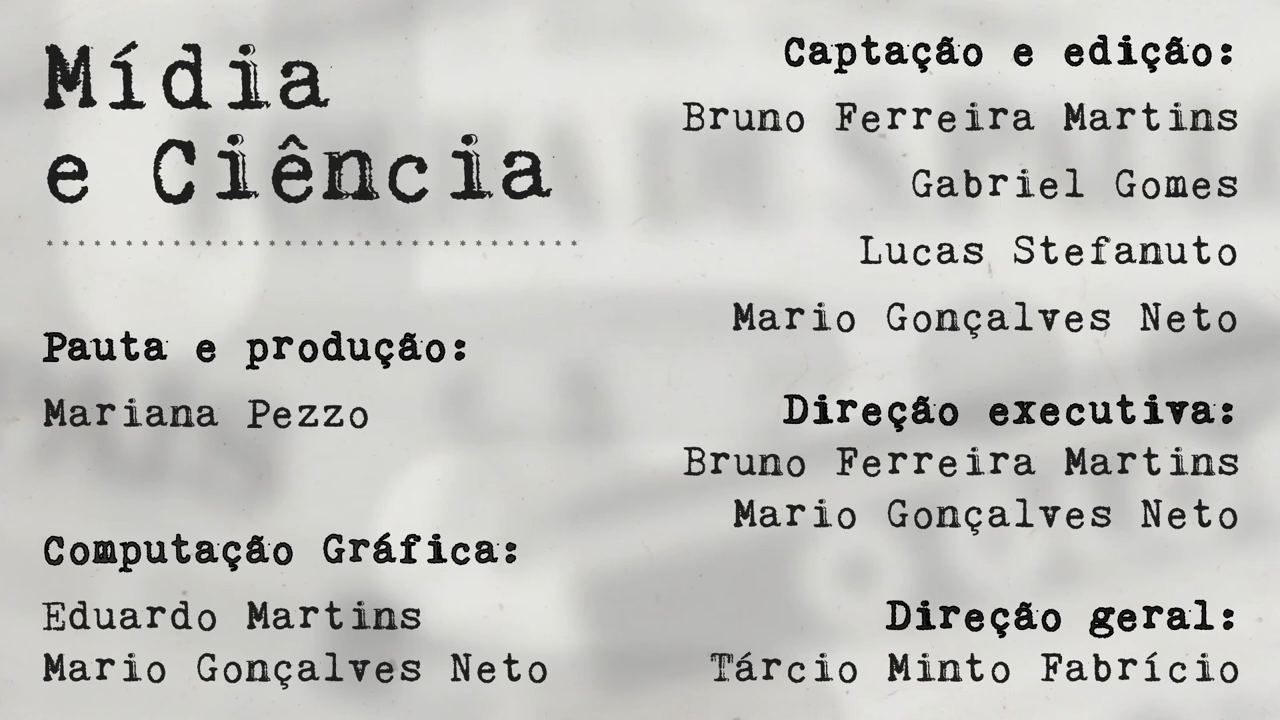 Mídia
e Ciência
Pauta e produção:
Mariana Pezzo
Computação Gráfica:
Eduardo Martins
Mario Gonçalves Neto
Captação e edição:
Bruno Ferreira Martins
Gabriel Gomes
Lucas Stefanuto
Mario Gonçalves Neto
Direção executiva:
Bruno Ferreira Martins
Mario Gonçalves Neto
Direção geral:
Tárcio Minto Fabrício